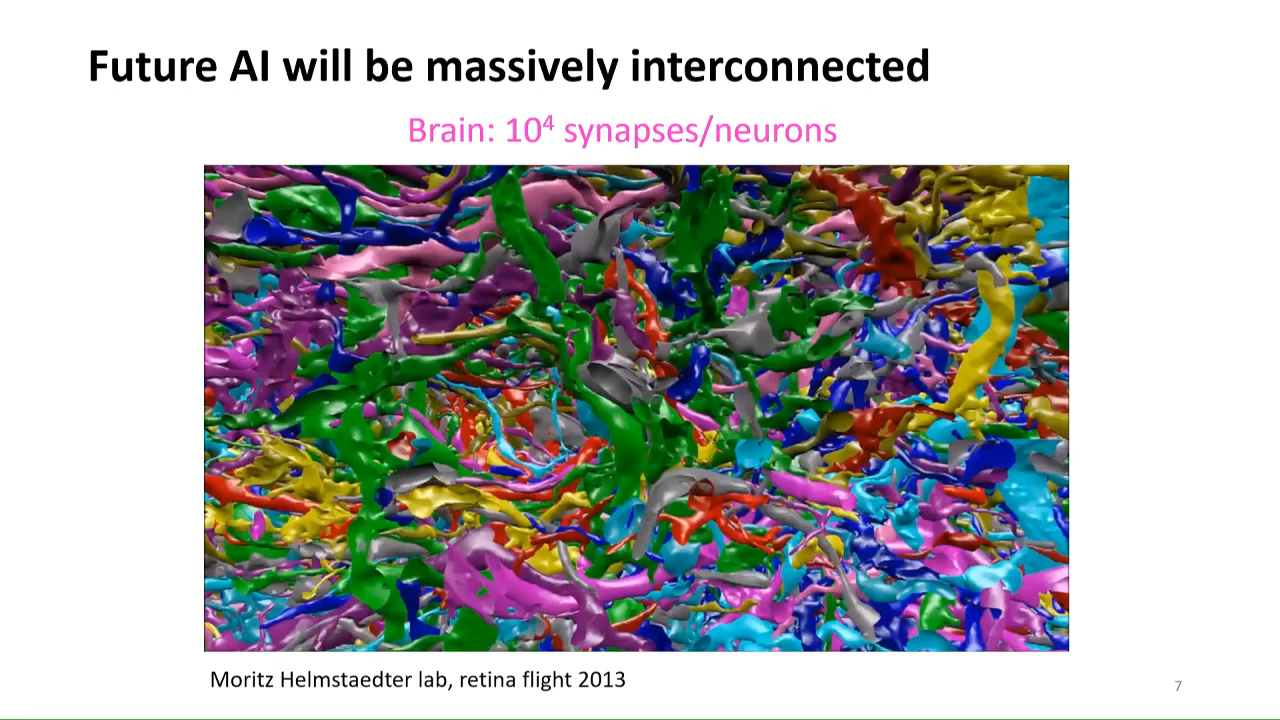 Future AI will be massively interconnected
Brain: 10⁴ synapses/neurons
Moritz Helmstaedter lab, retina flight 2013
7